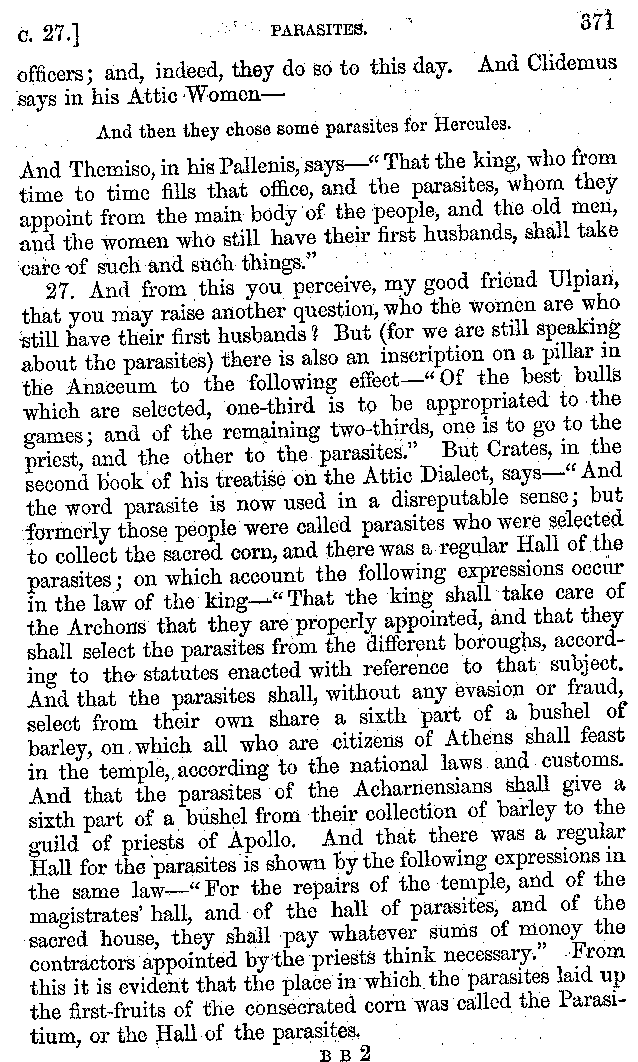 C. 27.] PARASITES. 371
officers; and, indeed, they do so to this day. And Clidemus
says in his Attic Women—
And then they chose some parasites for Hercules.
And Themiso, in his Pallenis, says—“That the king, who from
time to time fills that office, and the parasites, whom they
appoint from the main body of the people, and the old men,
and the women who still have their first husbands, shall take
care of such and such things.”
27. And from this you perceive, my good friend Ulpian,
that you may raise another question, who the women are who
still have their first husbands? But (for we are still speaking
about the parasites) there is also an inscription on a pillar in
the Anaceum to the following effect—“Of the best bulls
which are selected, one-third is to be appropriated to the
games; and of the remaining two-thirds, one is to go to the
priest, and the other to the parasites.” But Crates, in the
second book of his treatise on the Attic Dialect, says—“And
the word parasite is now used in a disreputable sense; but
formerly those people were called parasites who were selected
to collect the sacred corn, and there was a regular Hall of the
parasites; on which account the following expressions occur
in the law of the king—“That the king shall take care of
the Archons that they are properly appointed, and that they
shall select the parasites from the different boroughs, accord-
ing to the statutes enacted with reference to that subject.
And that the parasites shall, without any evasion or fraud,
select from their own share a sixth part of a bushel of
barley, on which all who are citizens of Athens shall feast
in the temple, according to the national laws and customs.
And that the parasites of the Acharnensians shall give a
sixth part of a bushel from their collection of barley to the
guild of priests of Apollo. And that there was a regular
Hall for the parasites is shown by the following expressions in
the same law—“For the repairs of the temple, and of the
magistrates’ hall, and of the hall of parasites, and of the
sacred house, they shall pay whatever sums of money the
contractors appointed by the priests think necessary.” From
this it is evident that the place in which the parasites laid up
the first-fruits of the consecrated corn was called the Parasi-
tium, or the Hall of the parasites.
B B 2